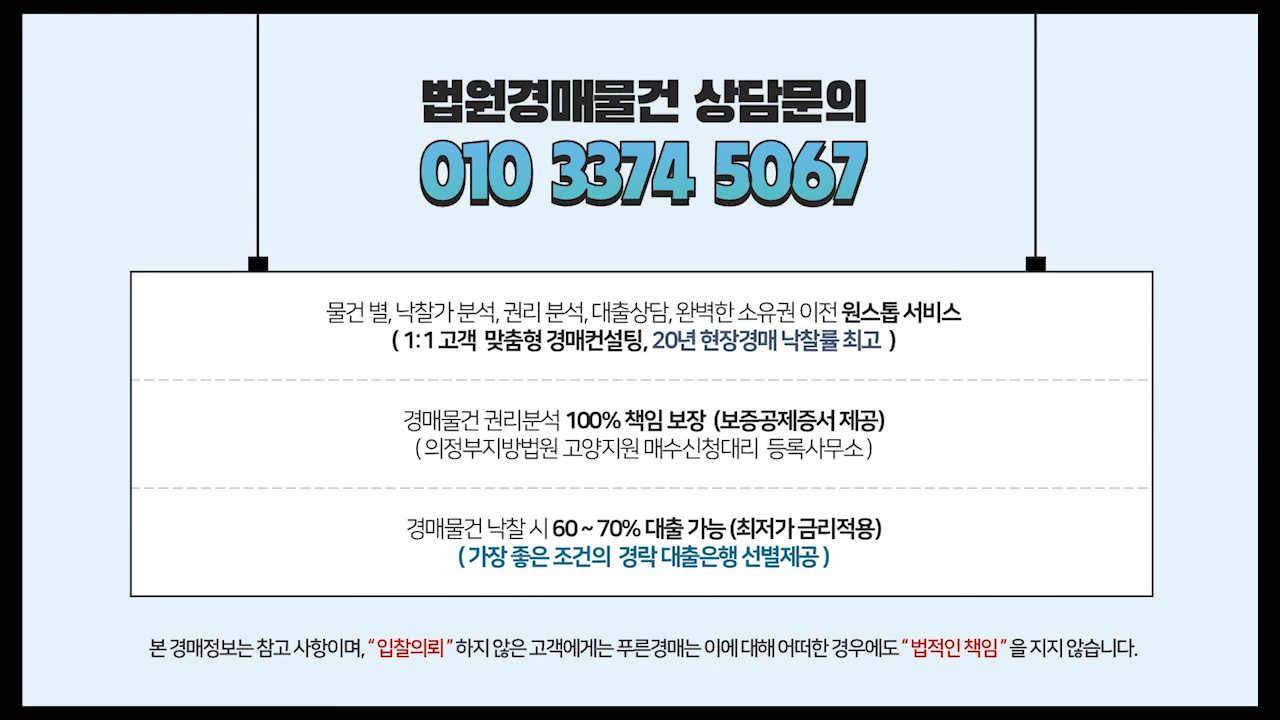 법원경매물건 상담문의
010 3374 5067
물건 별, 낙찰가 분석, 권리 분석, 대출상담, 완벽한 소유권 이전 원스톱 서비스
( 1:1 고객 맞춤형 경매컨설팅, 20년 현장경매 낙찰률 최고 )
경매물건 권리분석 100% 책임 보장 (보증공제증서 제공)
( 의정부지방법원 고양지원 매수신청대리 등록사무소 )
경매물건 낙찰 시 60 ~ 70% 대출 가능 (최저가 금리적용)
( 가장 좋은 조건의 경락 대출은행 선별제공 )
본 경매정보는 참고 사항이며, “ 입찰의뢰 ” 하지 않은 고객에게는 푸른경매는 이에 대해 어떠한 경우에도 “ 법적인 책임 ” 을 지지 않습니다.